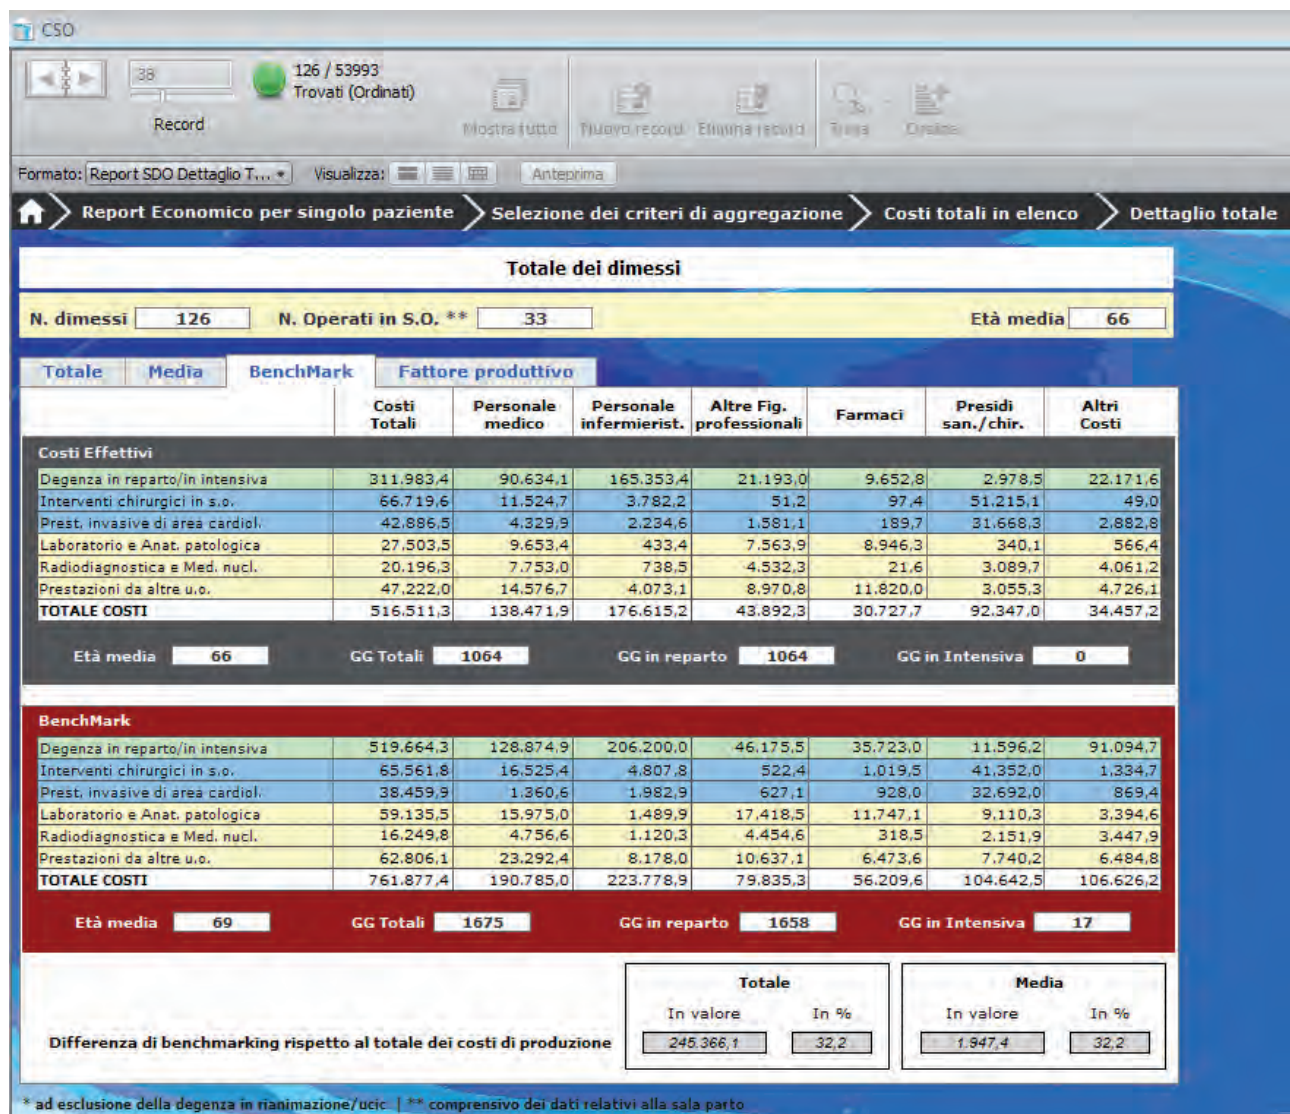 CSO
38
Record
126 / 53993
Trovati (Ordinati)
Mostra tutto Nuovo record Elimina record Trova Ordina
Formato: Report SDO Dettaglio T... Visualizza: Anteprima
Report Economico per singolo paziente Selezione dei criteri di aggregazione Costi totali in elenco Dettaglio totale
Totale dei dimessi
N. dimessi 126 N. Operati in S.O. ** 33 Età media 66
Totale Media BenchMark Fattore produttivo
Costi Totali Personale medico Personale infermierist. Altre Fig. professionali Farmaci Presidi san./chir. Altri Costi
Costi Effettivi
Degenza in reparto/in intensiva 311.983,4 90.634,1 165.353,4 21.193,0 9.652,8 2.978,5 22.171,6
Interventi chirurgici in s.o. 66.719,6 11.524,7 3.782,2 51,2 97,4 51.215,1 49,0
Prest. invasive di area cardiol. 42.886,5 4.329,9 2.234,6 1.581,1 189,7 31.668,3 2.882,8
Laboratorio e Anat. patologica 27.503,5 9.653,4 433,4 7.563,9 8.946,3 340,1 566,4
Radiodiagnostica e Med. nucl. 20.196,3 7.753,0 738,5 4.532,3 21,6 3.089,7 4.061,2
Prestazioni da altre u.o. 47.222,0 14.576,7 4.073,1 8.970,8 11.820,0 3.055,3 4.726,1
TOTALE COSTI 516.511,3 138.471,9 176.615,2 43.892,3 30.727,7 92.347,0 34.457,2
Età media 66 GG Totali 1064 GG in reparto 1064 GG in Intensiva 0
BenchMark
Degenza in reparto/in intensiva 519.664,3 128.874,9 206.200,0 46.175,5 35.723,0 11.596,2 91.094,7
Interventi chirurgici in s.o. 65.561,8 16.525,4 4.807,8 522,4 1.019,5 41.352,0 1.334,7
Prest. invasive di area cardiol. 38.459,9 1.360,6 1.982,9 627,1 928,0 32.692,0 869,4
Laboratorio e Anat. patologica 59.135,5 15.975,0 1.489,9 17.418,5 11.747,1 9.110,3 3.394,6
Radiodiagnostica e Med. nucl. 16.249,8 4.756,6 1.120,3 4.454,6 318,5 2.151,9 3.447,9
Prestazioni da altre u.o. 62.806,1 23.292,4 8.178,0 10.637,1 6.473,6 7.740,2 6.484,8
TOTALE COSTI 761.877,4 190.785,0 223.778,9 79.835,3 56.209,6 104.642,5 106.626,2
Età media 69 GG Totali 1675 GG in reparto 1658 GG in Intensiva 17
Totale Media
In valore In % In valore In %
Differenza di benchmarking rispetto al totale dei costi di produzione 245.366,1 32,2 1.947,4 32,2
* ad esclusione della degenza in rianimazione/ucic | ** comprensivo dei dati relativi alla sala parto